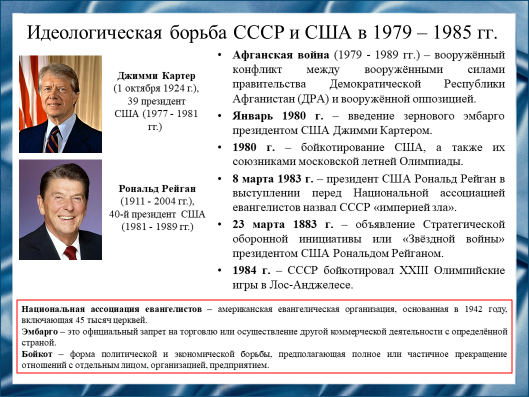 Идеологическая борьба СССР и США в 1979 – 1985 гг.
Джимми Картер
(1 октября 1924 г.),
39 президент
США (1977 - 1981
гг.)
Рональд Рейган
(1911 - 2004 гг.),
40-й президент США
(1981 - 1989 гг.)
• Афганская война (1979 - 1989 гг.) – вооружённый
конфликт между вооружёнными силами
правительства Демократической Республики
Афганистан (ДРА) и вооружённой оппозицией.
• Январь 1980 г. – введение зернового эмбарго
президентом США Джимми Картером.
• 1980 г. – бойкотирование США, а также их
союзниками московской летней Олимпиады.
• 8 марта 1983 г. – президент США Рональд Рейган в
выступлении перед Национальной ассоциацией
евангелистов назвал СССР «империей зла».
• 23 марта 1883 г. – объявление Стратегической
оборонной инициативы или «Звёздной войны»
президентом США Рональдом Рейганом.
• 1984 г. – СССР бойкотировал XXIII Олимпийские
игры в Лос-Анджелесе.
Национальная ассоциация евангелистов – американская евангелическая организация, основанная в 1942 году,
включающая 45 тысяч церквей.
Эмбарго – это официальный запрет на торговлю или осуществление другой коммерческой деятельности с определённой
страной.
Бойкот – форма политической и экономической борьбы, предполагающая полное или частичное прекращение
отношений с отдельным лицом, организацией, предприятием.